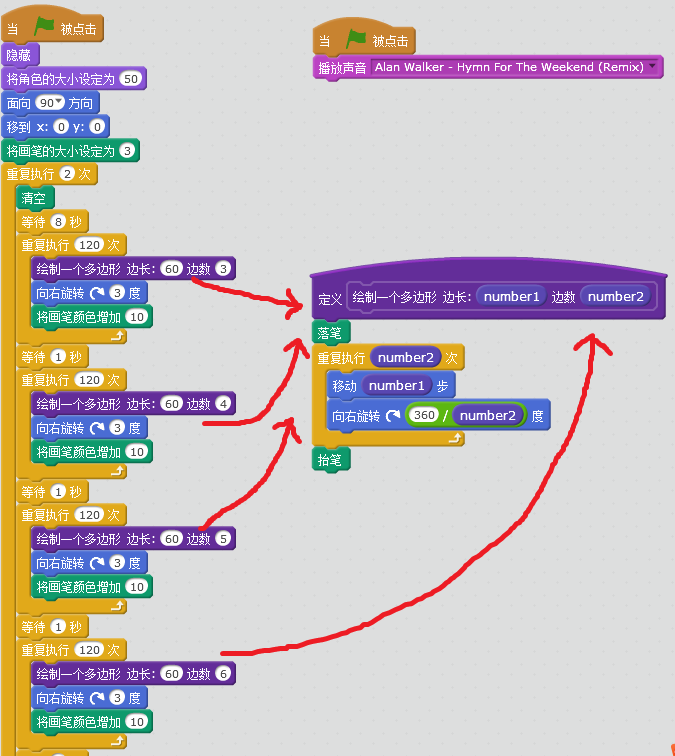 当 被点击
隐藏
将角色的大小设定为 50
面向 90 方向
移到 x: 0 y: 0
将画笔的大小设定为 3
重复执行 2 次
清空
等待 8 秒
重复执行 120 次
绘制一个多边形 边长: 60 边数 3
向右旋转 3 度
将画笔颜色增加 10
等待 1 秒
重复执行 120 次
绘制一个多边形 边长: 60 边数 4
向右旋转 3 度
将画笔颜色增加 10
等待 1 秒
重复执行 120 次
绘制一个多边形 边长: 60 边数 5
向右旋转 3 度
将画笔颜色增加 10
等待 1 秒
重复执行 120 次
绘制一个多边形 边长: 60 边数 6
向右旋转 3 度
将画笔颜色增加 10
当 被点击
播放声音 Alan Walker - Hymn For The Weekend (Remix)
定义 绘制一个多边形 边长: number1 边数 number2
落笔
重复执行 number2 次
移动 number1 步
向右旋转 360 / number2 度
抬笔